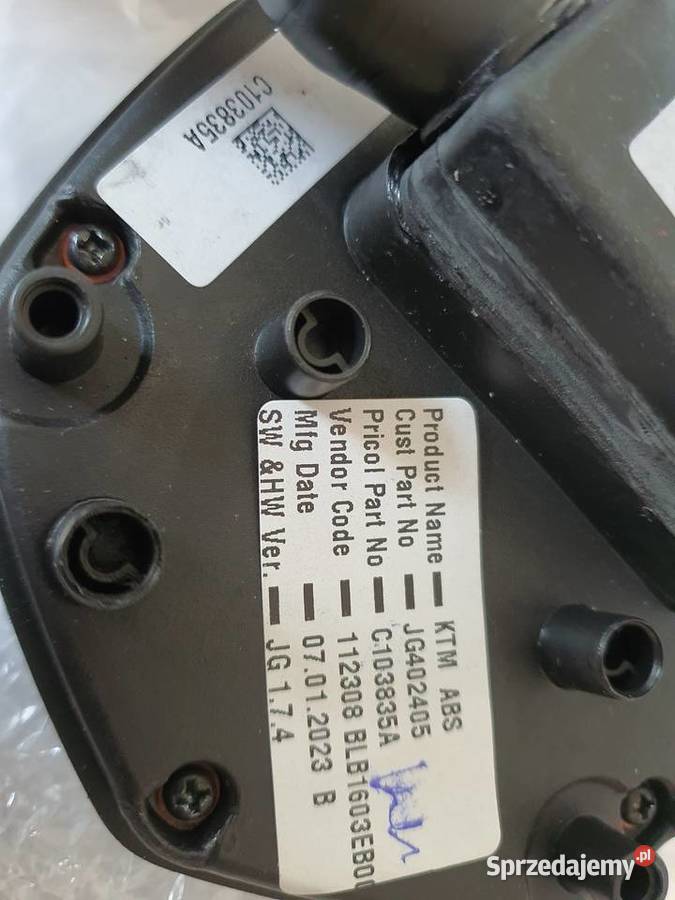 C103835A
Product Name – KTM ABS
Cust Part No – JG402405
Pricol Part No – C103835A
Vendor Code – 112308 BLB1603EB00
Mfg Date – 07.01.2023 B
SW &HW Ver. – JG 1.7.4
Sprzedajemy.pl